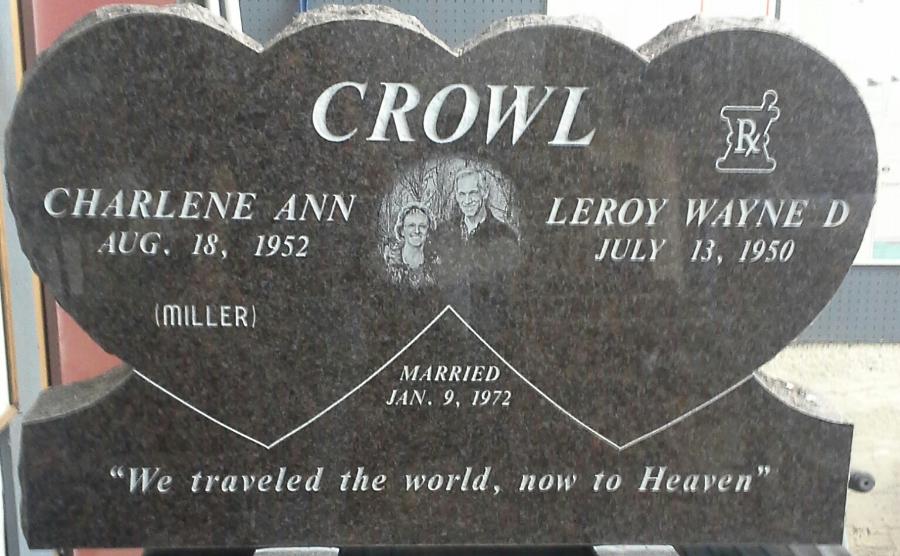 CROWL
Rx
CHARLENE ANN
AUG. 18, 1952
(MILLER)
LEROY WAYNE D
JULY 13, 1950
MARRIED
JAN. 9, 1972
“We traveled the world, now to Heaven”